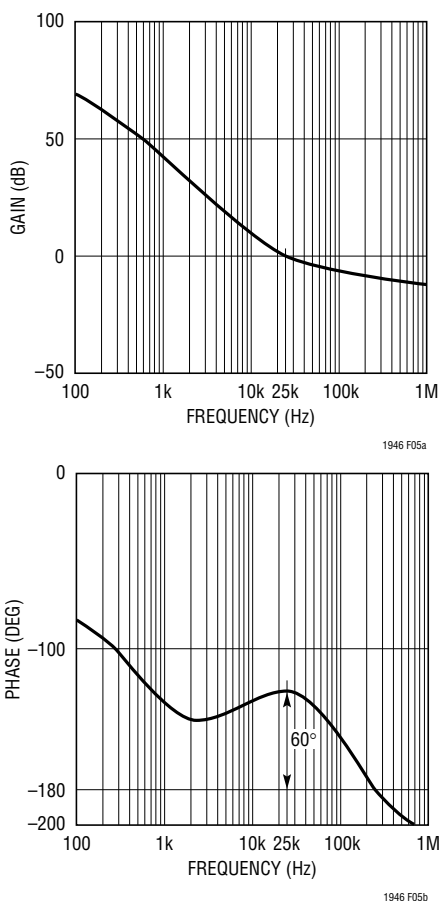 100
50
0
–50
GAIN (dB)
100 1k 10k 25k 100k 1M
FREQUENCY (Hz)
1946 F05a
0
–100
–180
–200
PHASE (DEG)
60°
100 1k 10k 25k 100k 1M
FREQUENCY (Hz)
1946 F05b